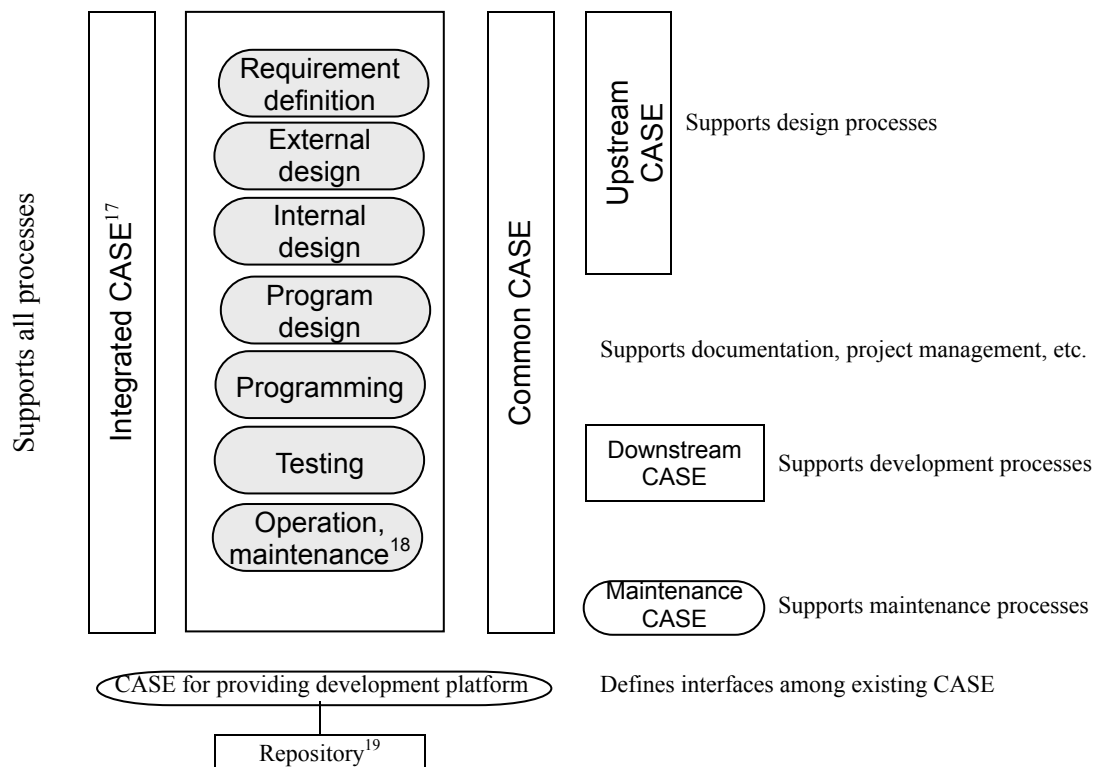 Supports all processes
Integrated CASE17
Requirement
definition
External
design
Internal
design
Program
design
Programming
Testing
Operation,
maintenance18
Common CASE
Upstream
CASE
Supports design processes
Supports documentation, project management, etc.
Downstream
CASE
Supports development processes
Maintenance
CASE
Supports maintenance processes
CASE for providing development platform
Defines interfaces among existing CASE
Repository19